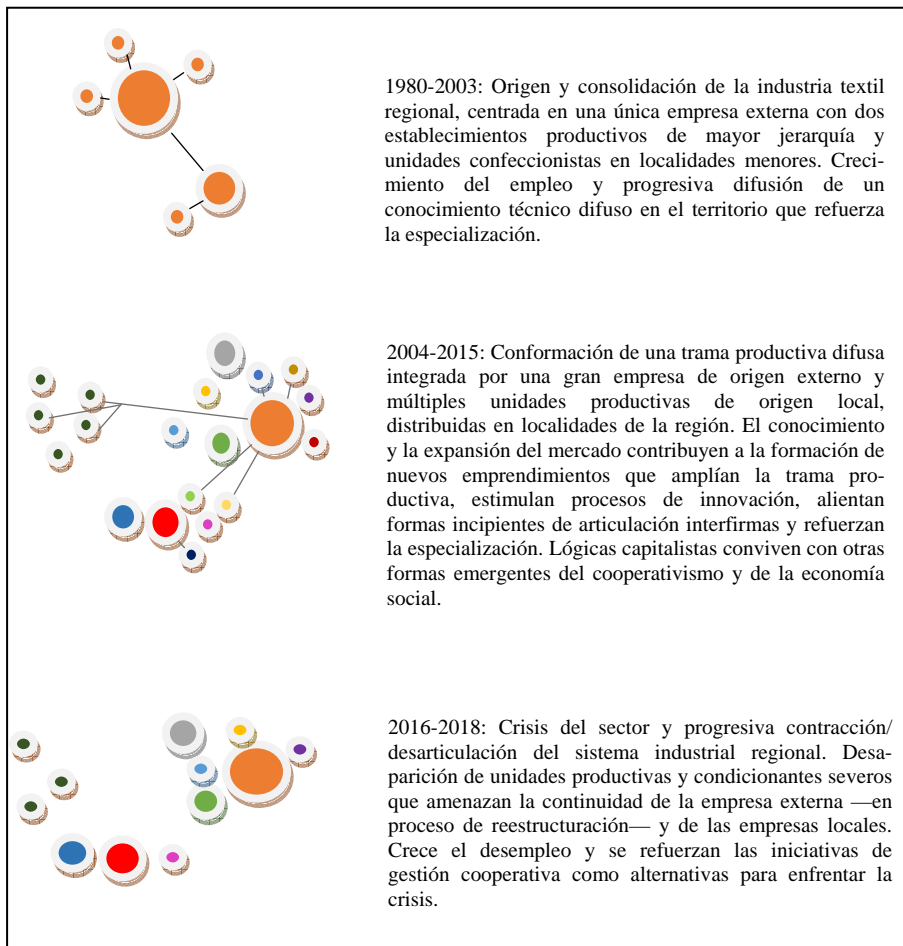 1980-2003: Origen y consolidación de la industria textil
regional, centrada en una única empresa externa con dos
establecimientos productivos de mayor jerarquía y
unidades confeccionistas en localidades menores. Creci-
miento del empleo y progresiva difusión de un
conocimiento técnico difuso en el territorio que refuerza
la especialización.
2004-2015: Conformación de una trama productiva difusa
integrada por una gran empresa de origen externo y
múltiples unidades productivas de origen local,
distribuidas en localidades de la región. El conocimiento
y la expansión del mercado contribuyen a la formación de
nuevos emprendimientos que amplían la trama pro-
ductiva, estimulan procesos de innovación, alientan
formas incipientes de articulación interfirmas y refuerzan
la especialización. Lógicas capitalistas conviven con otras
formas emergentes del cooperativismo y de la economía
social.
2016-2018: Crisis del sector y progresiva contracción/
desarticulación del sistema industrial regional. Desa-
parición de unidades productivas y condicionantes severos
que amenazan la continuidad de la empresa externa —en
proceso de reestructuración— y de las empresas locales.
Crece el desempleo y se refuerzan las iniciativas de
gestión cooperativa como alternativas para enfrentar la
crisis.